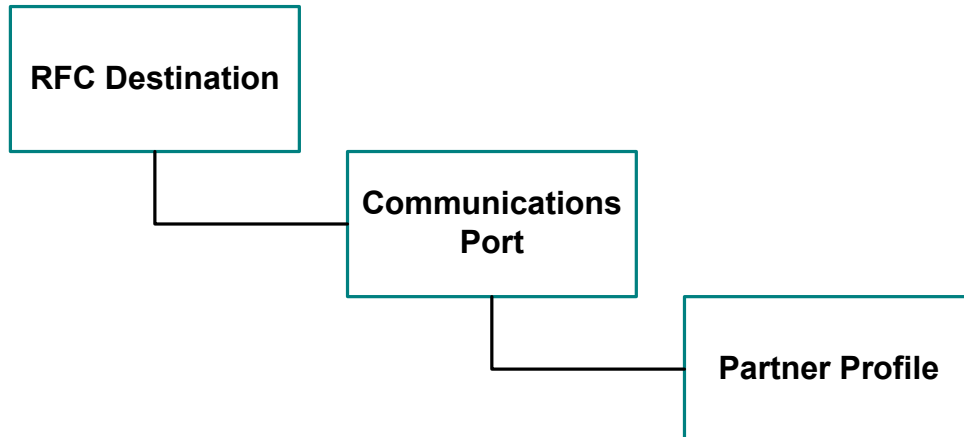 RFC Destination
Communications
Port
Partner Profile